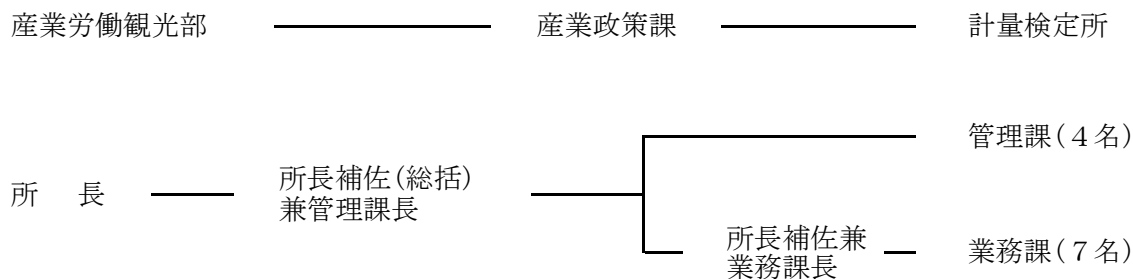 産業労働観光部 産業政策課 計量検定所
管理課(4名)
所 長 所長補佐(総括)
兼管理課長
所長補佐兼
業務課長
業務課(7名)